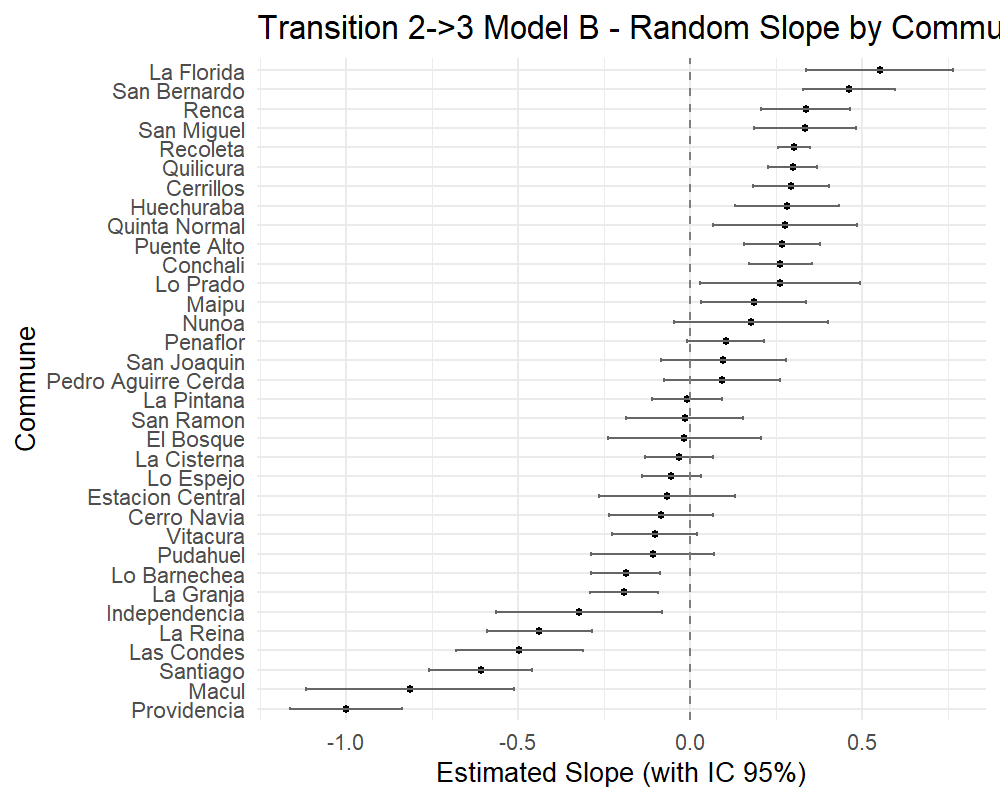 Transition 2->3 Model B - Random Slope by Commu
La Florida
San Bernardo
Renca
San Miguel
Recoleta
Quilicura
Cerrillos
Huechuraba
Quinta Normal
Puente Alto
Conchali
Lo Prado
Maipu
Nunoa
Penaflor
San Joaquin
Pedro Aguirre Cerda
La Pintana
San Ramon
El Bosque
La Cisterna
Lo Espejo
Estacion Central
Cerro Navia
Vitacura
Pudahuel
Lo Barnechea
La Granja
Independencia
La Reina
Las Condes
Santiago
Macul
Providencia
Commune
-1.0 -0.5 0.0 0.5
Estimated Slope (with IC 95%)